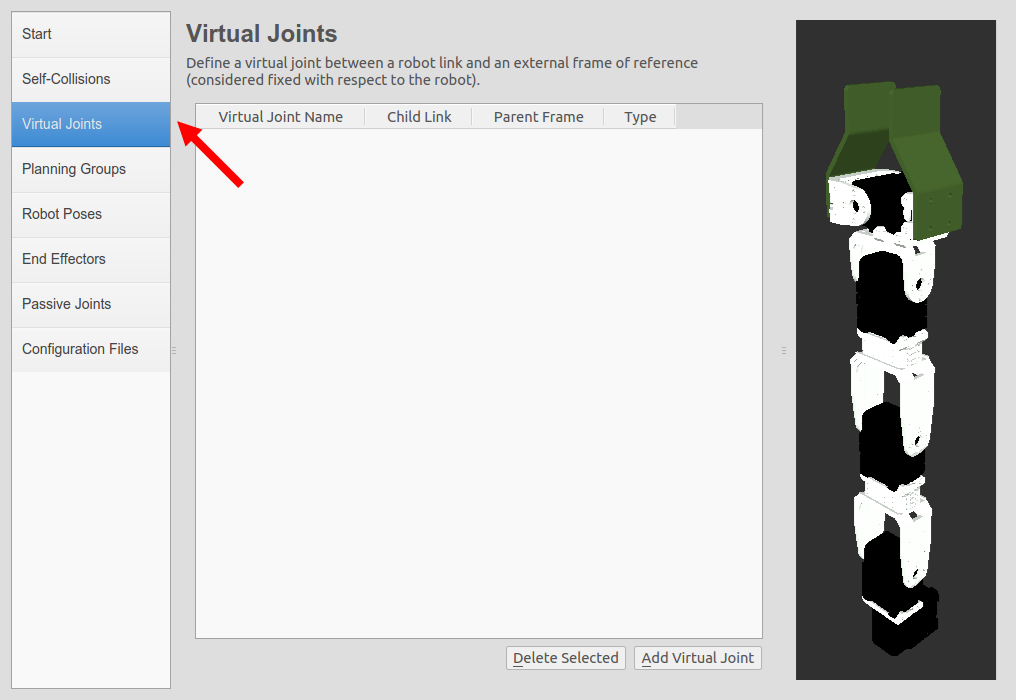 Start
Self-Collisions
Virtual Joints
Planning Groups
Robot Poses
End Effectors
Passive Joints
Configuration Files
Virtual Joints
Define a virtual joint between a robot link and an external frame of reference
(considered fixed with respect to the robot).
Virtual Joint Name Child Link Parent Frame Type
Delete Selected Add Virtual Joint